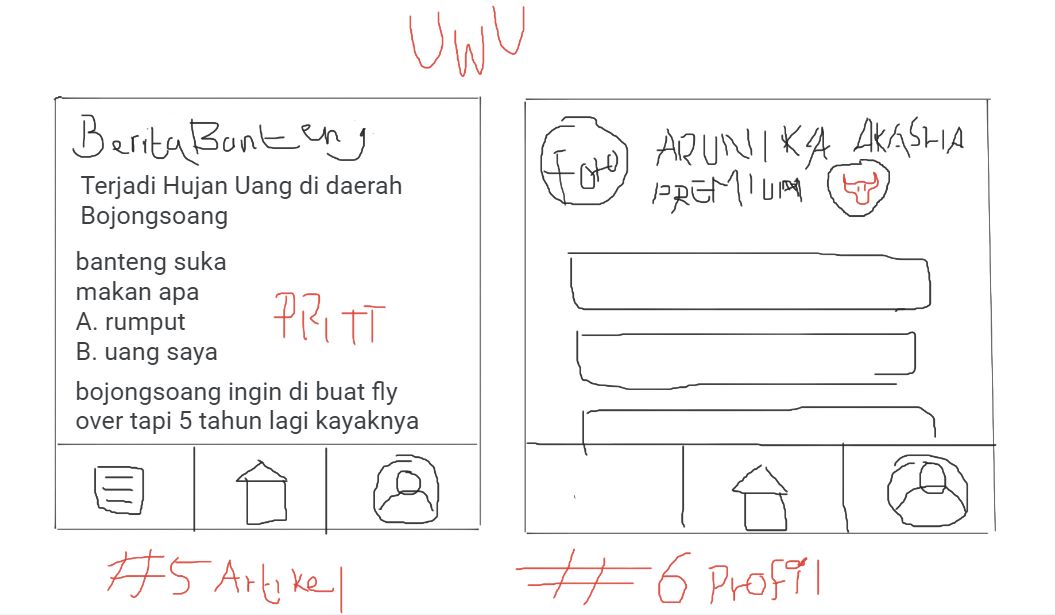 UWU
BeritaBanteng
Terjadi Hujan Uang di daerah
Bojongsoang
banteng suka
makan apa
A. rumput
B. uang saya
PRITT
bojongsoang ingin di buat fly
over tapi 5 tahun lagi kayaknya
#5 Artikel
Foto
ARUNIKA AKASHA
PREMIUM
#6 Profil